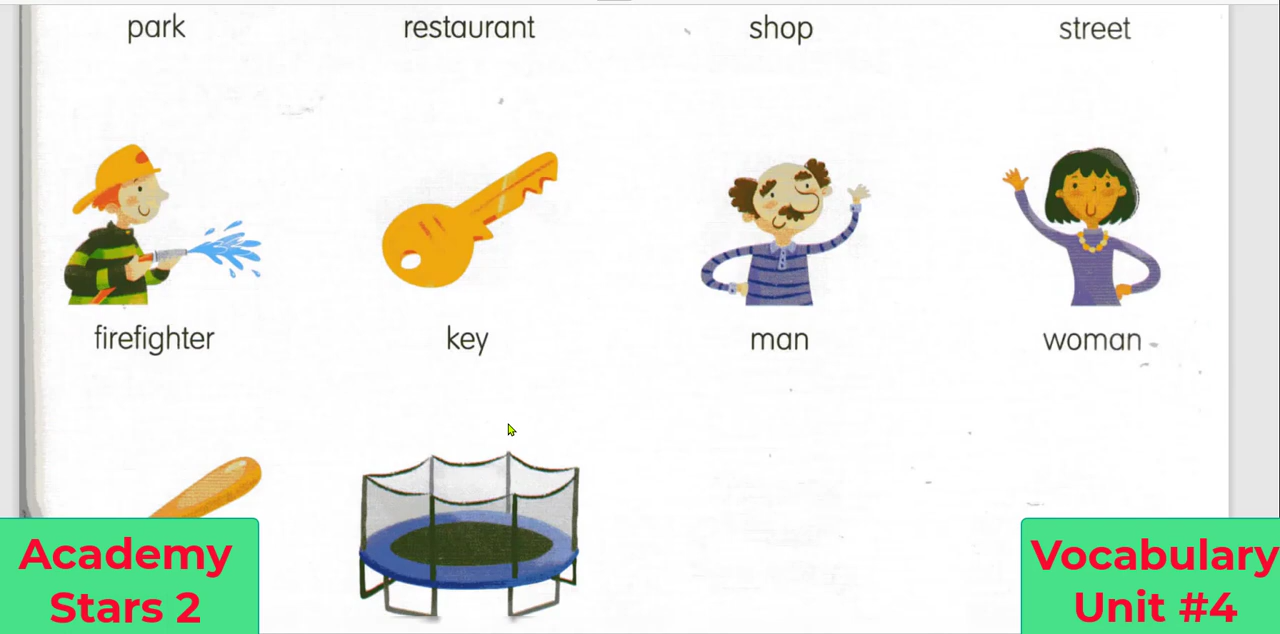 park restaurant shop street
firefighter key man woman
Academy
Stars 2
Vocabulary
Unit #4